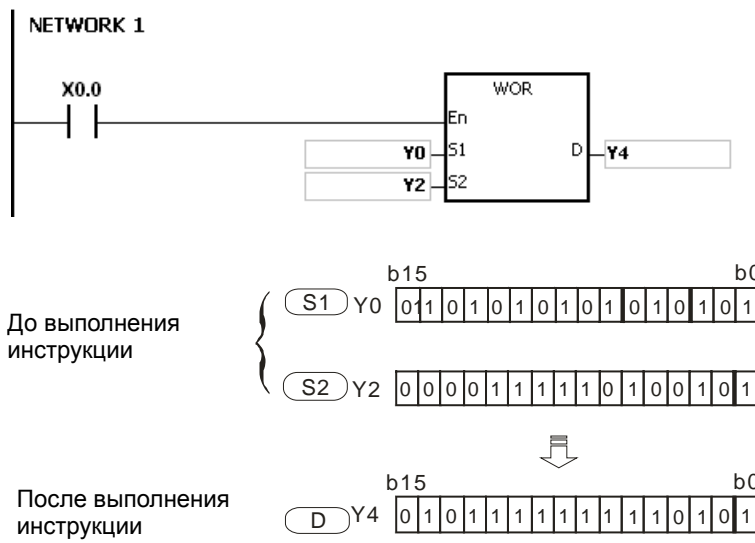 NETWORK 1
X0.0
WOR
En
Y0 S1 D Y4
Y2 S2
b15 b0
S1 Y0 01 1 0 1 0 1 0 1 0 1 0 1 0 1 0 1
До выполнения
инструкции
S2 Y2 0 0 0 0 1 1 1 1 1 0 1 0 0 1 0 1
b15 b0
После выполнения
инструкции
D Y4 0 1 0 1 1 1 1 1 1 1 1 1 0 1 0 1